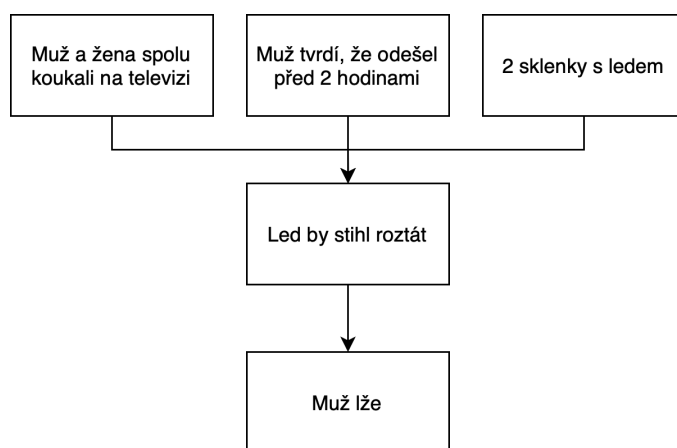 Muž a žena spolu
koukali na televizi
Muž tvrdí, že odešel
před 2 hodinami
2 sklenky s ledem
Led by stihl roztát
Muž lže